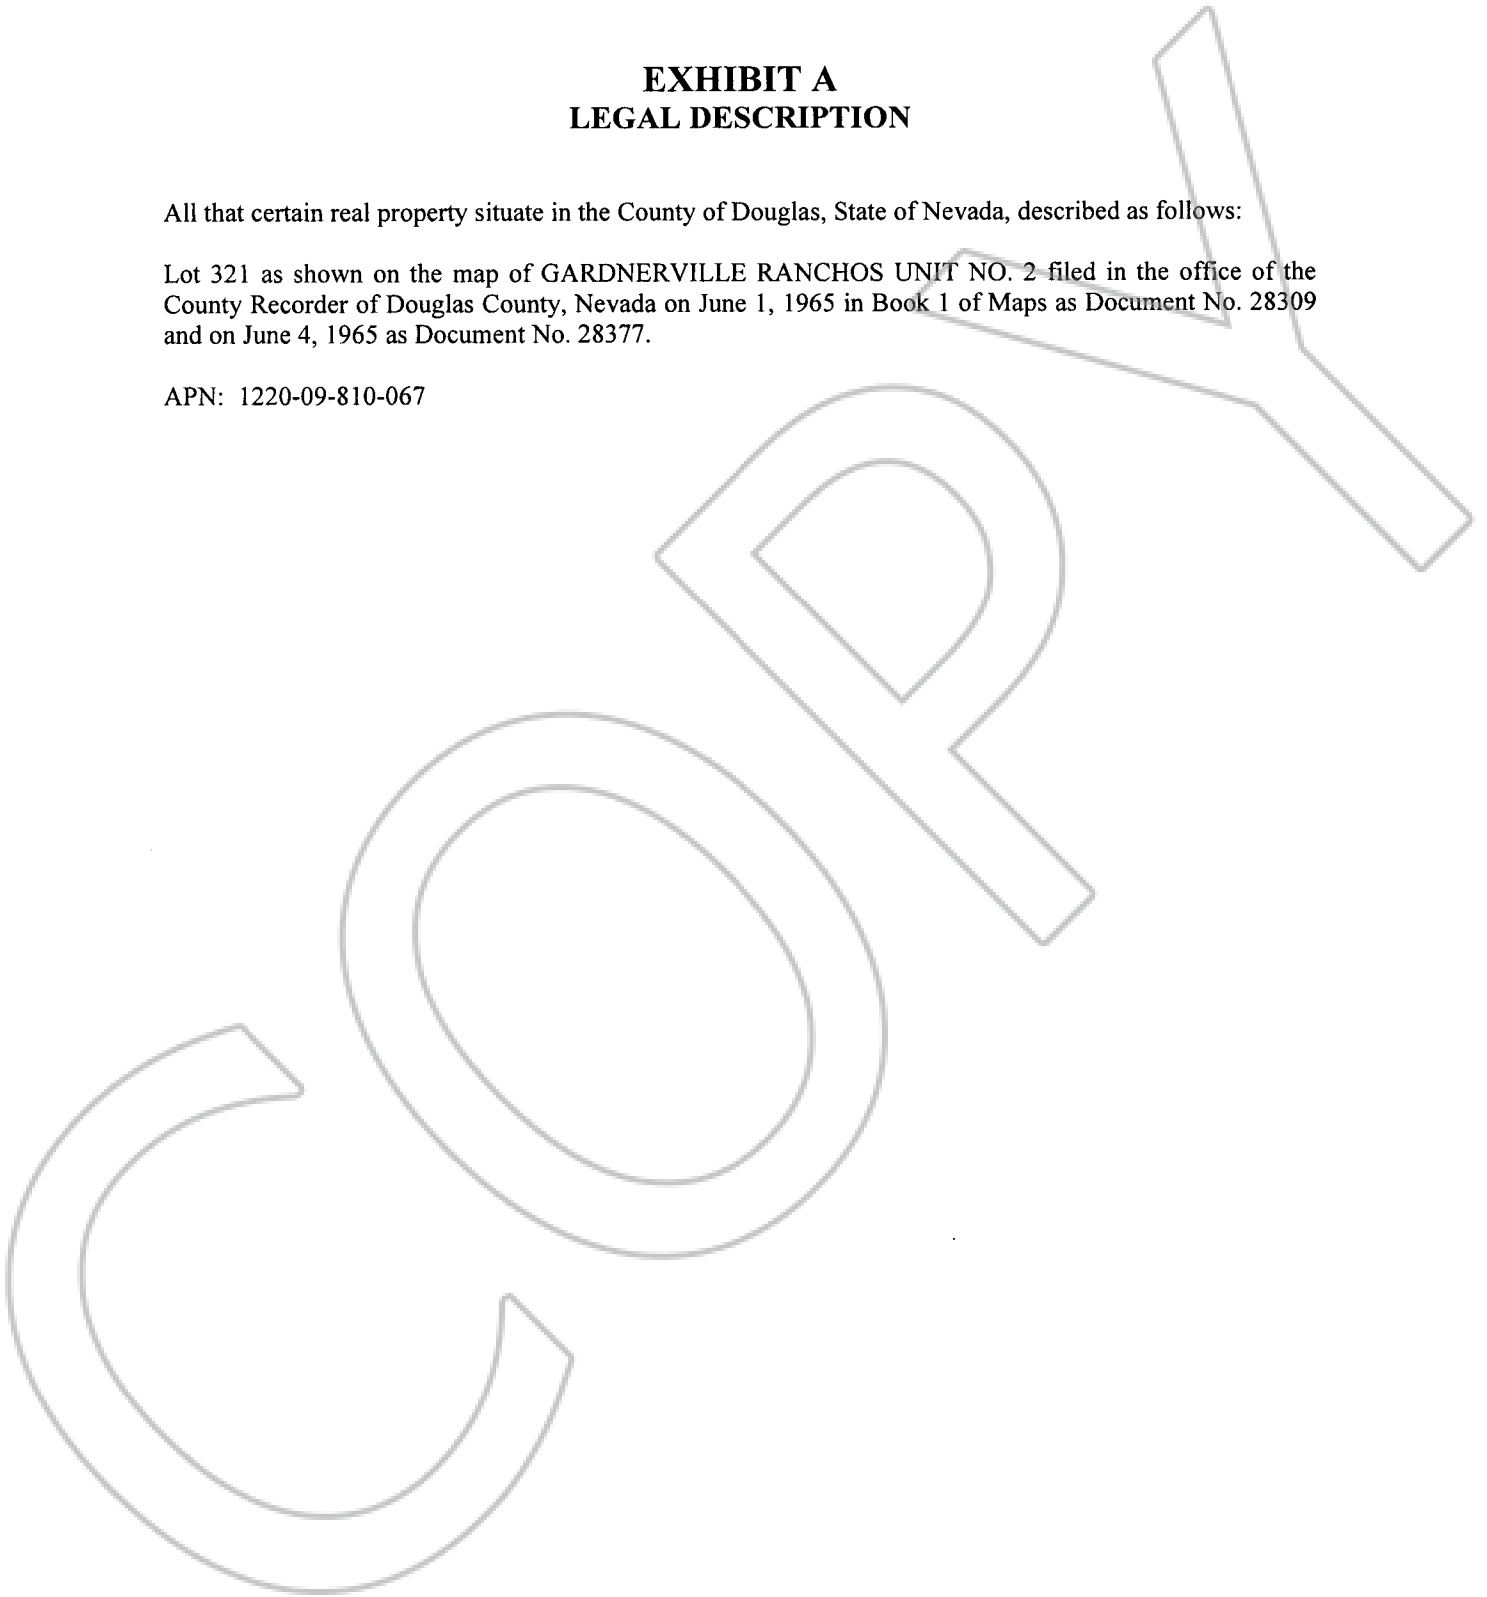 EXHIBIT A
LEGAL DESCRIPTION
All that certain real property situate in the County of Douglas, State of Nevada, described as follows:
Lot 321 as shown on the map of GARDNERVILLE RANCHOS UNIT NO. 2 filed in the office of the
County Recorder of Douglas County, Nevada on June 1, 1965 in Book 1 of Maps as Document No. 28309
and on June 4, 1965 as Document No. 28377.
APN: 1220-09-810-067
COPY